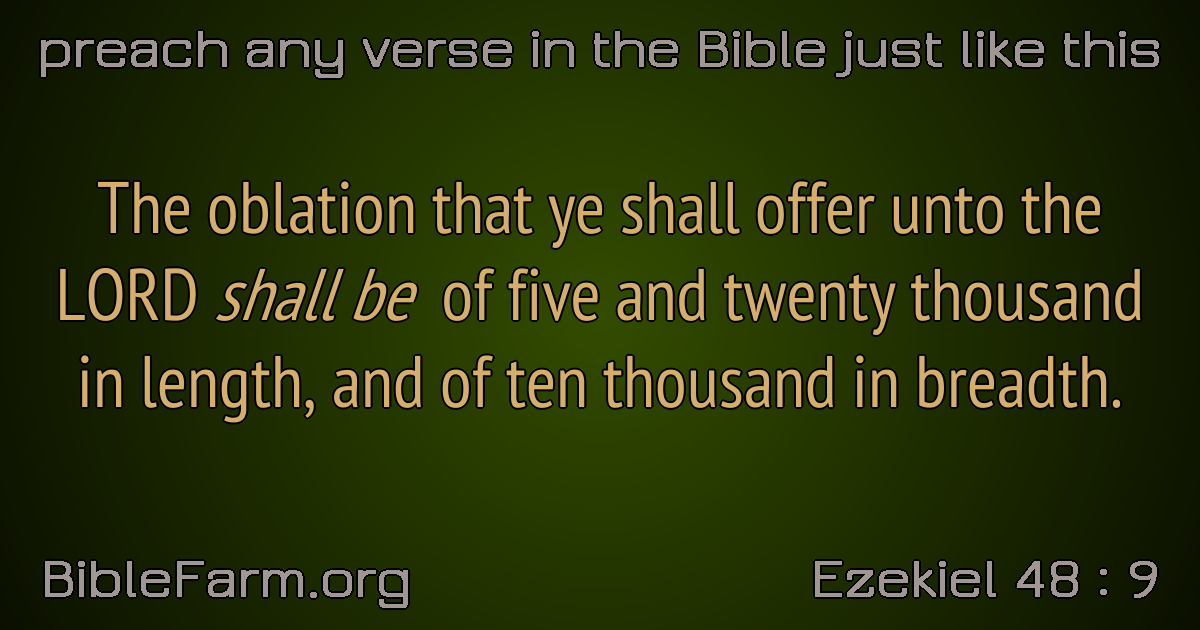 preach any verse in the Bible just like this
The oblation that ye shall offer unto the
LORD shall be of five and twenty thousand
in length, and of ten thousand in breadth.
BibleFarm.org
Ezekiel 48 : 9